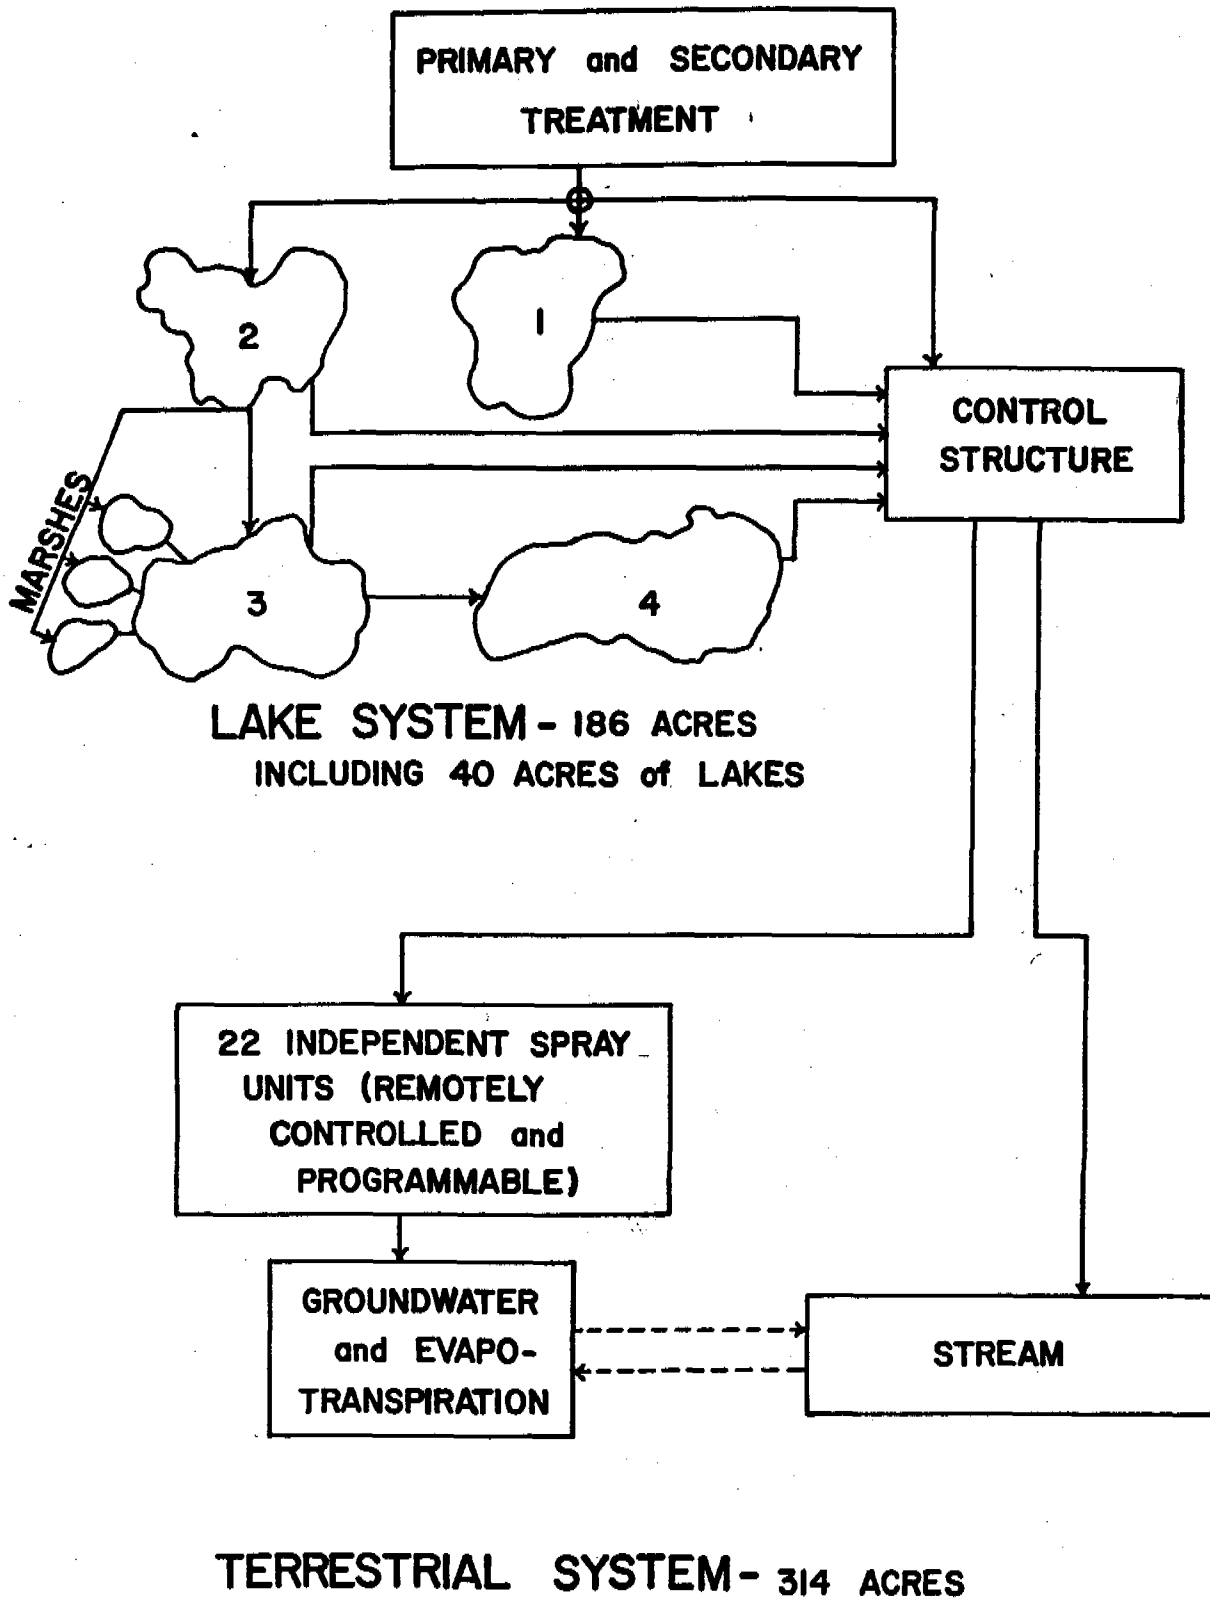 PRIMARY and SECONDARY
TREATMENT
2
1
CONTROL
STRUCTURE
MARSHES
3
4
LAKE SYSTEM - 186 ACRES
INCLUDING 40 ACRES of LAKES
22 INDEPENDENT SPRAY
UNITS (REMOTELY
CONTROLLED and
PROGRAMMABLE)
GROUNDWATER
and EVAPO-
TRANSPIRATION
STREAM
TERRESTRIAL SYSTEM - 314 ACRES